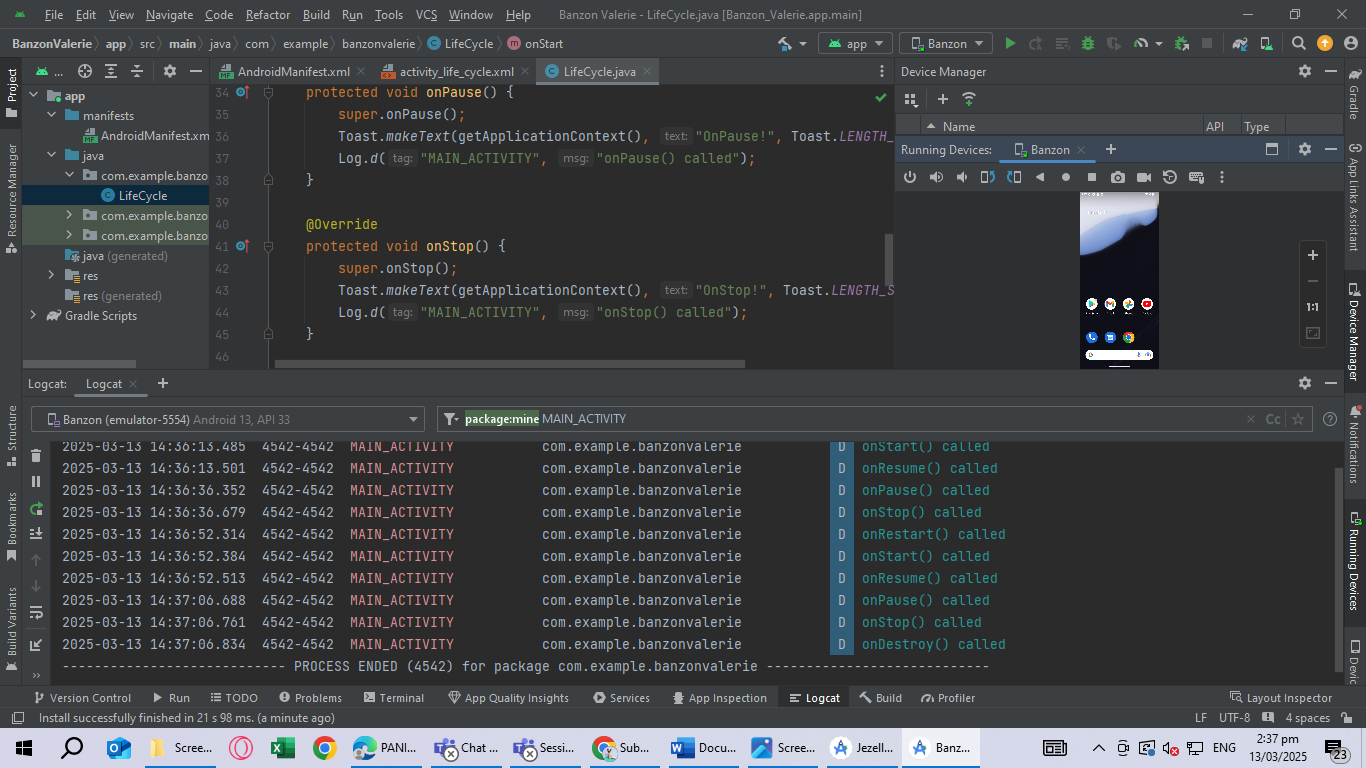 File Edit View Navigate Code Refactor Build Run Tools VCS Window Help Banzon Valerie - LifeCycle.java [Banzon_Valerie.app.main]
BanzonValerie app src main java com example banzonvalerie LifeCycle onStart app Banzon
Project
Resource Manager
Structure
Bookmarks
Build Variants
...
app
manifests
AndroidManifest.xm
java
com.example.banzo
LifeCycle
com.example.banzo
com.example.banzo
java (generated)
res
res (generated)
Gradle Scripts
AndroidManifest.xml activity_life_cycle.xml LifeCycle.java
34 protected void onPause() {
35 super.onPause();
36 Toast.makeText(getApplicationContext(), text: "OnPause!", Toast.LENGTH_
37 Log.d( tag: "MAIN_ACTIVITY", msg: "onPause() called");
38 }
39
40 @Override
41 protected void onStop() {
42 super.onStop();
43 Toast.makeText(getApplicationContext(), text: "OnStop!", Toast.LENGTH_S
44 Log.d( tag: "MAIN_ACTIVITY", msg: "onStop() called");
45 }
46
Device Manager
Name API Type
Running Devices: Banzon
1:1
Gradle
App Links Assistant
Device Manager
Notifications
Running Devices
Devic
Logcat: Logcat
Banzon (emulator-5554) Android 13, API 33 package:mine MAIN_ACTIVITY Cc
2025-03-13 14:36:13.485 4542-4542 MAIN_ACTIVITY com.example.banzonvalerie D onStart() called
2025-03-13 14:36:13.501 4542-4542 MAIN_ACTIVITY com.example.banzonvalerie D onResume() called
2025-03-13 14:36:36.352 4542-4542 MAIN_ACTIVITY com.example.banzonvalerie D onPause() called
2025-03-13 14:36:36.679 4542-4542 MAIN_ACTIVITY com.example.banzonvalerie D onStop() called
2025-03-13 14:36:52.314 4542-4542 MAIN_ACTIVITY com.example.banzonvalerie D onRestart() called
2025-03-13 14:36:52.384 4542-4542 MAIN_ACTIVITY com.example.banzonvalerie D onStart() called
2025-03-13 14:36:52.513 4542-4542 MAIN_ACTIVITY com.example.banzonvalerie D onResume() called
2025-03-13 14:37:06.688 4542-4542 MAIN_ACTIVITY com.example.banzonvalerie D onPause() called
2025-03-13 14:37:06.761 4542-4542 MAIN_ACTIVITY com.example.banzonvalerie D onStop() called
2025-03-13 14:37:06.834 4542-4542 MAIN_ACTIVITY com.example.banzonvalerie D onDestroy() called
---------------------------- PROCESS ENDED (4542) for package com.example.banzonvalerie ----------------------------
Version Control Run TODO Problems Terminal App Quality Insights Services App Inspection Logcat Build Profiler Layout Inspector
Install successfully finished in 21 s 98 ms. (a minute ago) LF UTF-8 4 spaces
Scree... PANI... Chat ... Sessi... Sub... Docu... Scree... Jezell... Banz... ENG 2:37 pm
13/03/2025
23